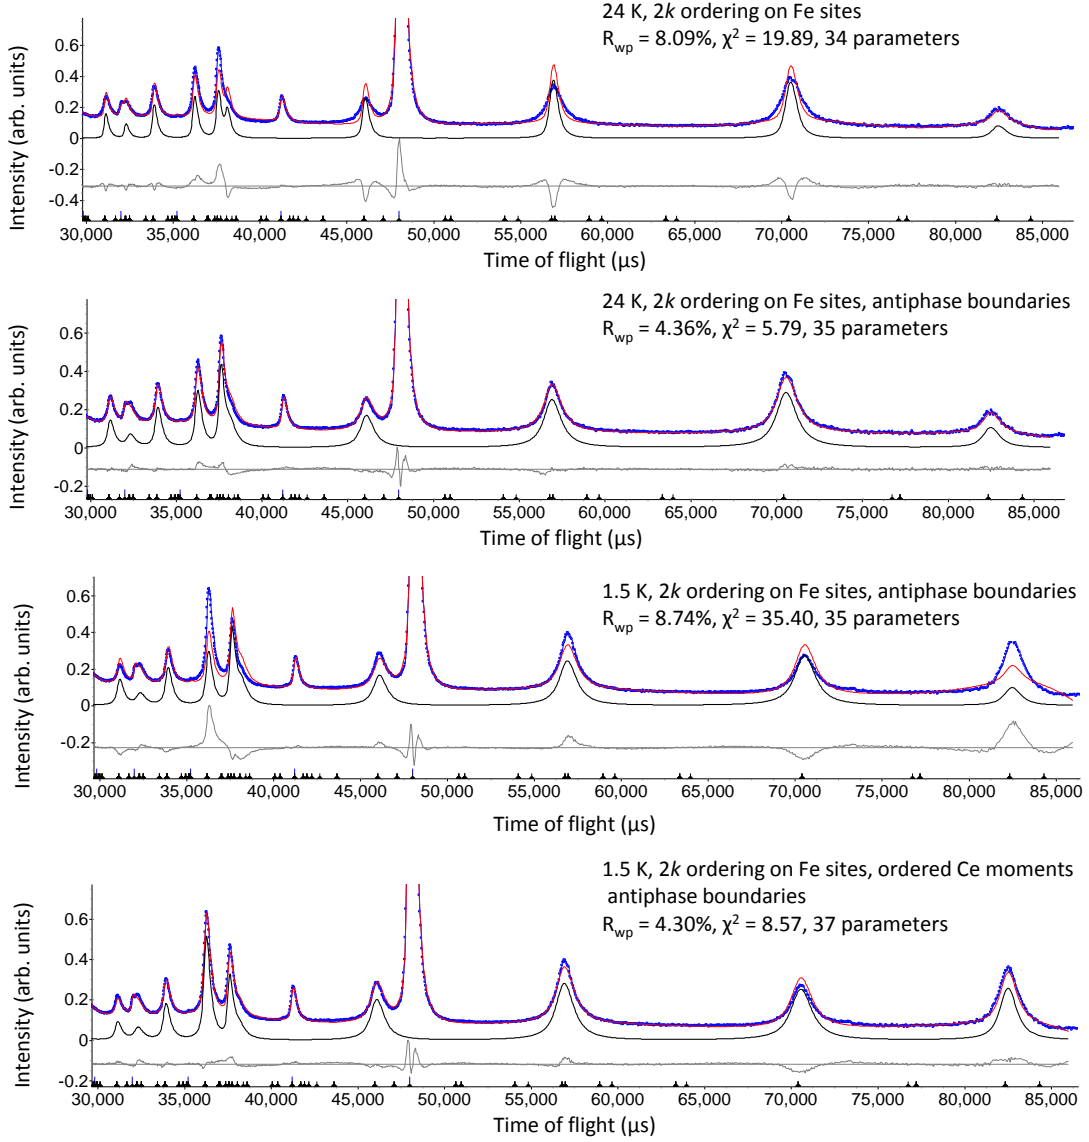 24 K, 2k ordering on Fe sites
Rwp = 8.09%, χ² = 19.89, 34 parameters
Intensity (arb. units)
0.6
0.4
0.2
0
-0.2
-0.4
30,000 35,000 40,000 45,000 50,000 55,000 60,000 65,000 70,000 75,000 80,000 85,000
Time of flight (μs)
24 K, 2k ordering on Fe sites, antiphase boundaries
Rwp = 4.36%, χ² = 5.79, 35 parameters
Intensity (arb. units)
0.6
0.4
0.2
0
-0.2
30,000 35,000 40,000 45,000 50,000 55,000 60,000 65,000 70,000 75,000 80,000 85,000
Time of flight (μs)
1.5 K, 2k ordering on Fe sites, antiphase boundaries
Rwp = 8.74%, χ² = 35.40, 35 parameters
Intensity (arb. units)
0.6
0.4
0.2
0
-0.2
30,000 35,000 40,000 45,000 50,000 55,000 60,000 65,000 70,000 75,000 80,000 85,000
Time of flight (μs)
1.5 K, 2k ordering on Fe sites, ordered Ce moments
antiphase boundaries
Rwp = 4.30%, χ² = 8.57, 37 parameters
Intensity (arb. units)
0.6
0.4
0.2
0
-0.2
30,000 35,000 40,000 45,000 50,000 55,000 60,000 65,000 70,000 75,000 80,000 85,000
Time of flight (μs)